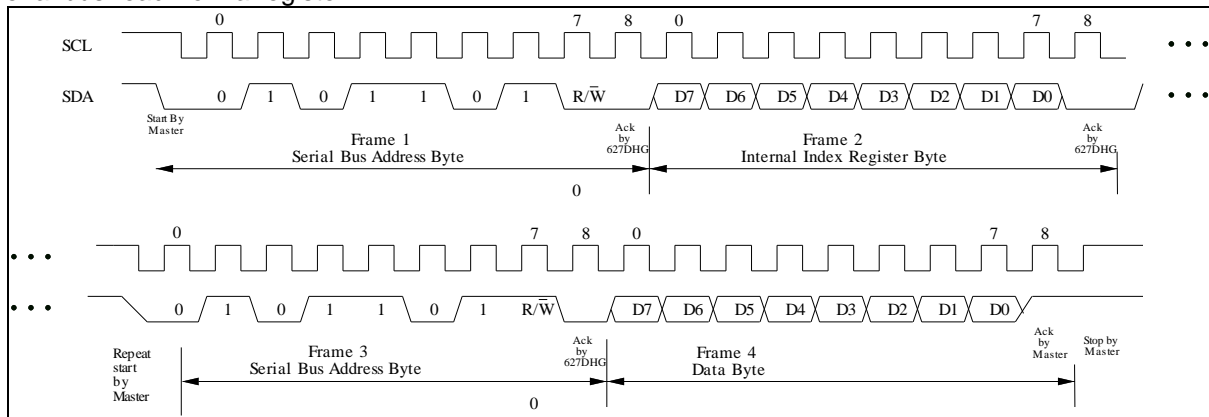 0 7 8 0 7 8
SCL
SDA 0 1 0 1 1 0 1 R/W̅ D7 D6 D5 D4 D3 D2 D1 D0
Start By
Master
Frame 1
Serial Bus Address Byte
Ack
by
627DHG
Frame 2
Internal Index Register Byte
Ack
by
627DHG
0
0 7 8 0 7 8
0 1 0 1 1 0 1 R/W̅ D7 D6 D5 D4 D3 D2 D1 D0
Repeat
start
by
Master
Frame 3
Serial Bus Address Byte
Ack
by
627DHG
Frame 4
Data Byte
Ack
by
Master
Stop by
Master
0